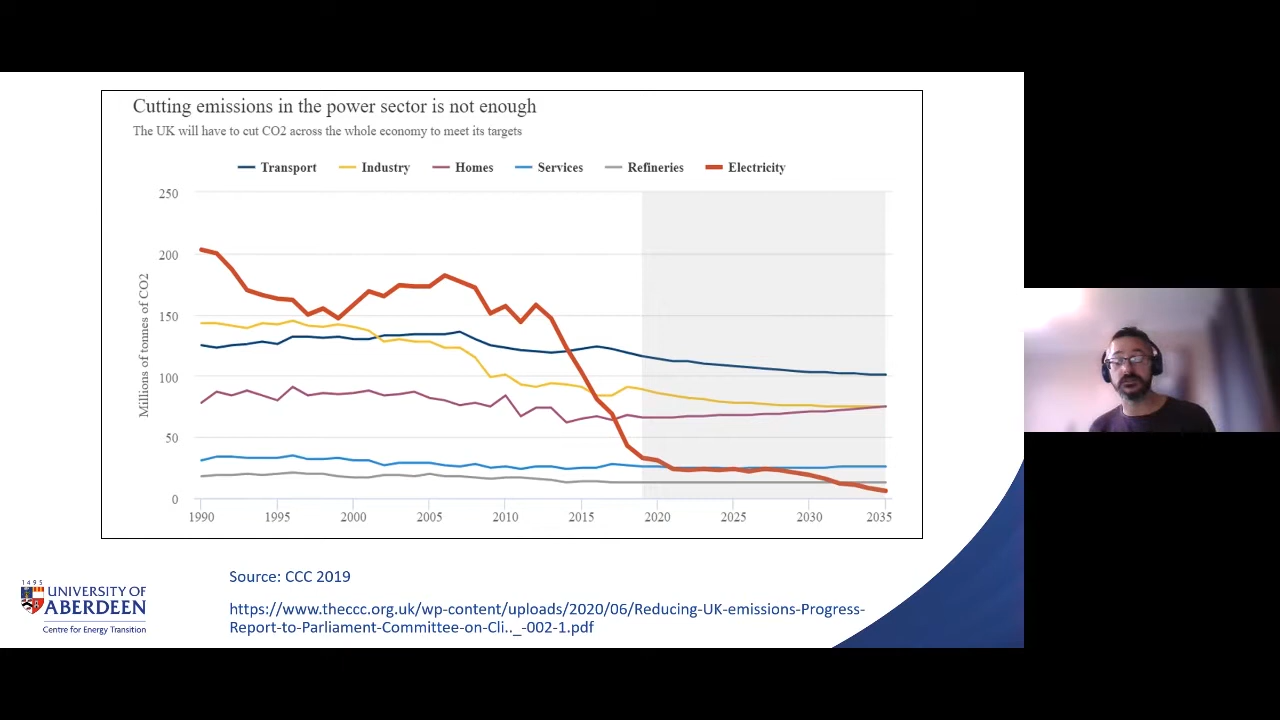 Cutting emissions in the power sector is not enough
The UK will have to cut CO2 across the whole economy to meet its targets
Transport Industry Homes Services Refineries Electricity
Millions of tonnes of CO2
250
200
150
100
50
0
1990 1995 2000 2005 2010 2015 2020 2025 2030 2035
Source: CCC 2019
https://www.theccc.org.uk/wp-content/uploads/2020/06/Reducing-UK-emissions-Progress-
Report-to-Parliament-Committee-on-Cli.._-002-1.pdf
1495
UNIVERSITY OF
ABERDEEN
Centre for Energy Transition